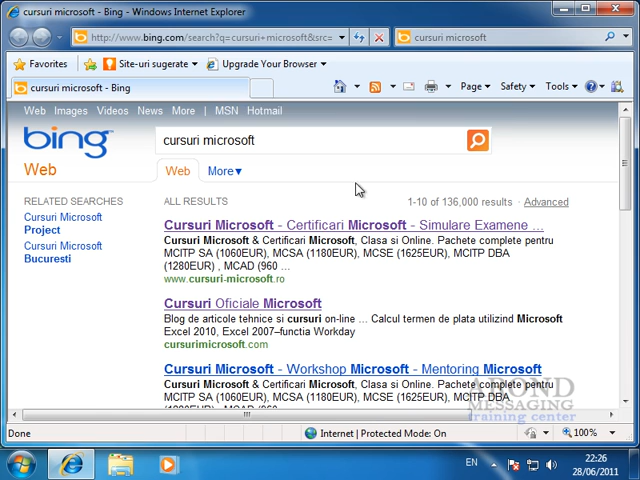 cursuri microsoft - Bing - Windows Internet Explorer
http://www.bing.com/search?q=cursuri+microsoft&src=
cursuri microsoft
Favorites
Site-uri sugerate
Upgrade Your Browser
cursuri microsoft - Bing
Page
Safety
Tools
Web Images Videos News More | MSN Hotmail
bing
cursuri microsoft
Web
Web
More
RELATED SEARCHES
Cursuri Microsoft
Project
Cursuri Microsoft
Bucuresti
ALL RESULTS
1-10 of 136,000 results · Advanced
Cursuri Microsoft - Certificari Microsoft - Simulare Examene ...
Cursuri Microsoft & Certificari Microsoft, Clasa si Online. Pachete complete pentru
MCITP SA (1060EUR), MCSA (1180EUR), MCSE (1625EUR), MCITP DBA
(1280EUR) , MCAD (960 ...
www.cursuri-microsoft.ro
Cursuri Oficiale Microsoft
Blog de articole tehnice si cursuri on-line ... Calcul termen de plata utilizind Microsoft
Excel 2010, Excel 2007–functia Workday
cursurimicrosoft.com
Cursuri Microsoft - Workshop Microsoft - Mentoring Microsoft
Cursuri Microsoft & Certificari Microsoft, Clasa si Online. Pachete complete pentru
MCITP SA (1060EUR), MCSA (1180EUR), MCSE (1625EUR), MCITP DBA
(1280EUR) , MCAD (960
AROND
MESSAGING
training center
Done
Internet | Protected Mode: On
100%
EN
22:26
28/06/2011